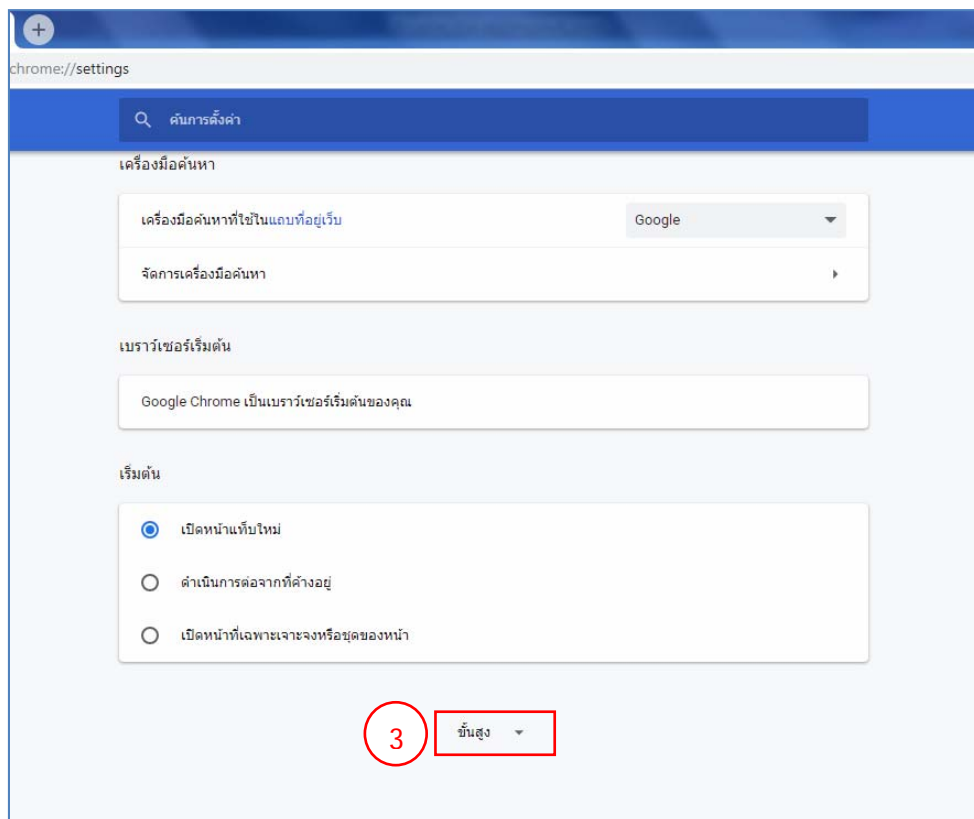 chrome://settings
ค้นการตั้งค่า
เครื่องมือค้นหา
เครื่องมือค้นหาที่ใช้ในแถบที่อยู่เว็บ
Google
จัดการเครื่องมือค้นหา
เบราว์เซอร์เริ่มต้น
Google Chrome เป็นเบราว์เซอร์เริ่มต้นของคุณ
เริ่มต้น
เปิดหน้าแท็บใหม่
ดำเนินการต่อจากที่ค้างอยู่
เปิดหน้าที่เฉพาะเจาะจงหรือชุดของหน้า
3
ขั้นสูง